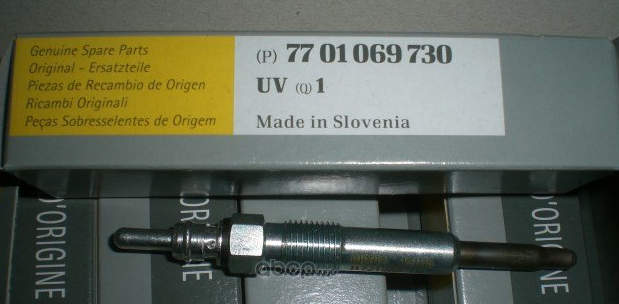 Genuine Spare Parts
Original - Ersatzteile
Piezas de Recambio de Origen
Ricambi Originali
Peças Sobresselentes de Origem
(P) 77 01 069 730
UV (Q) 1
Made in Slovenia
D'ORIGINE
D'ORIGINE
D'ORIGINE